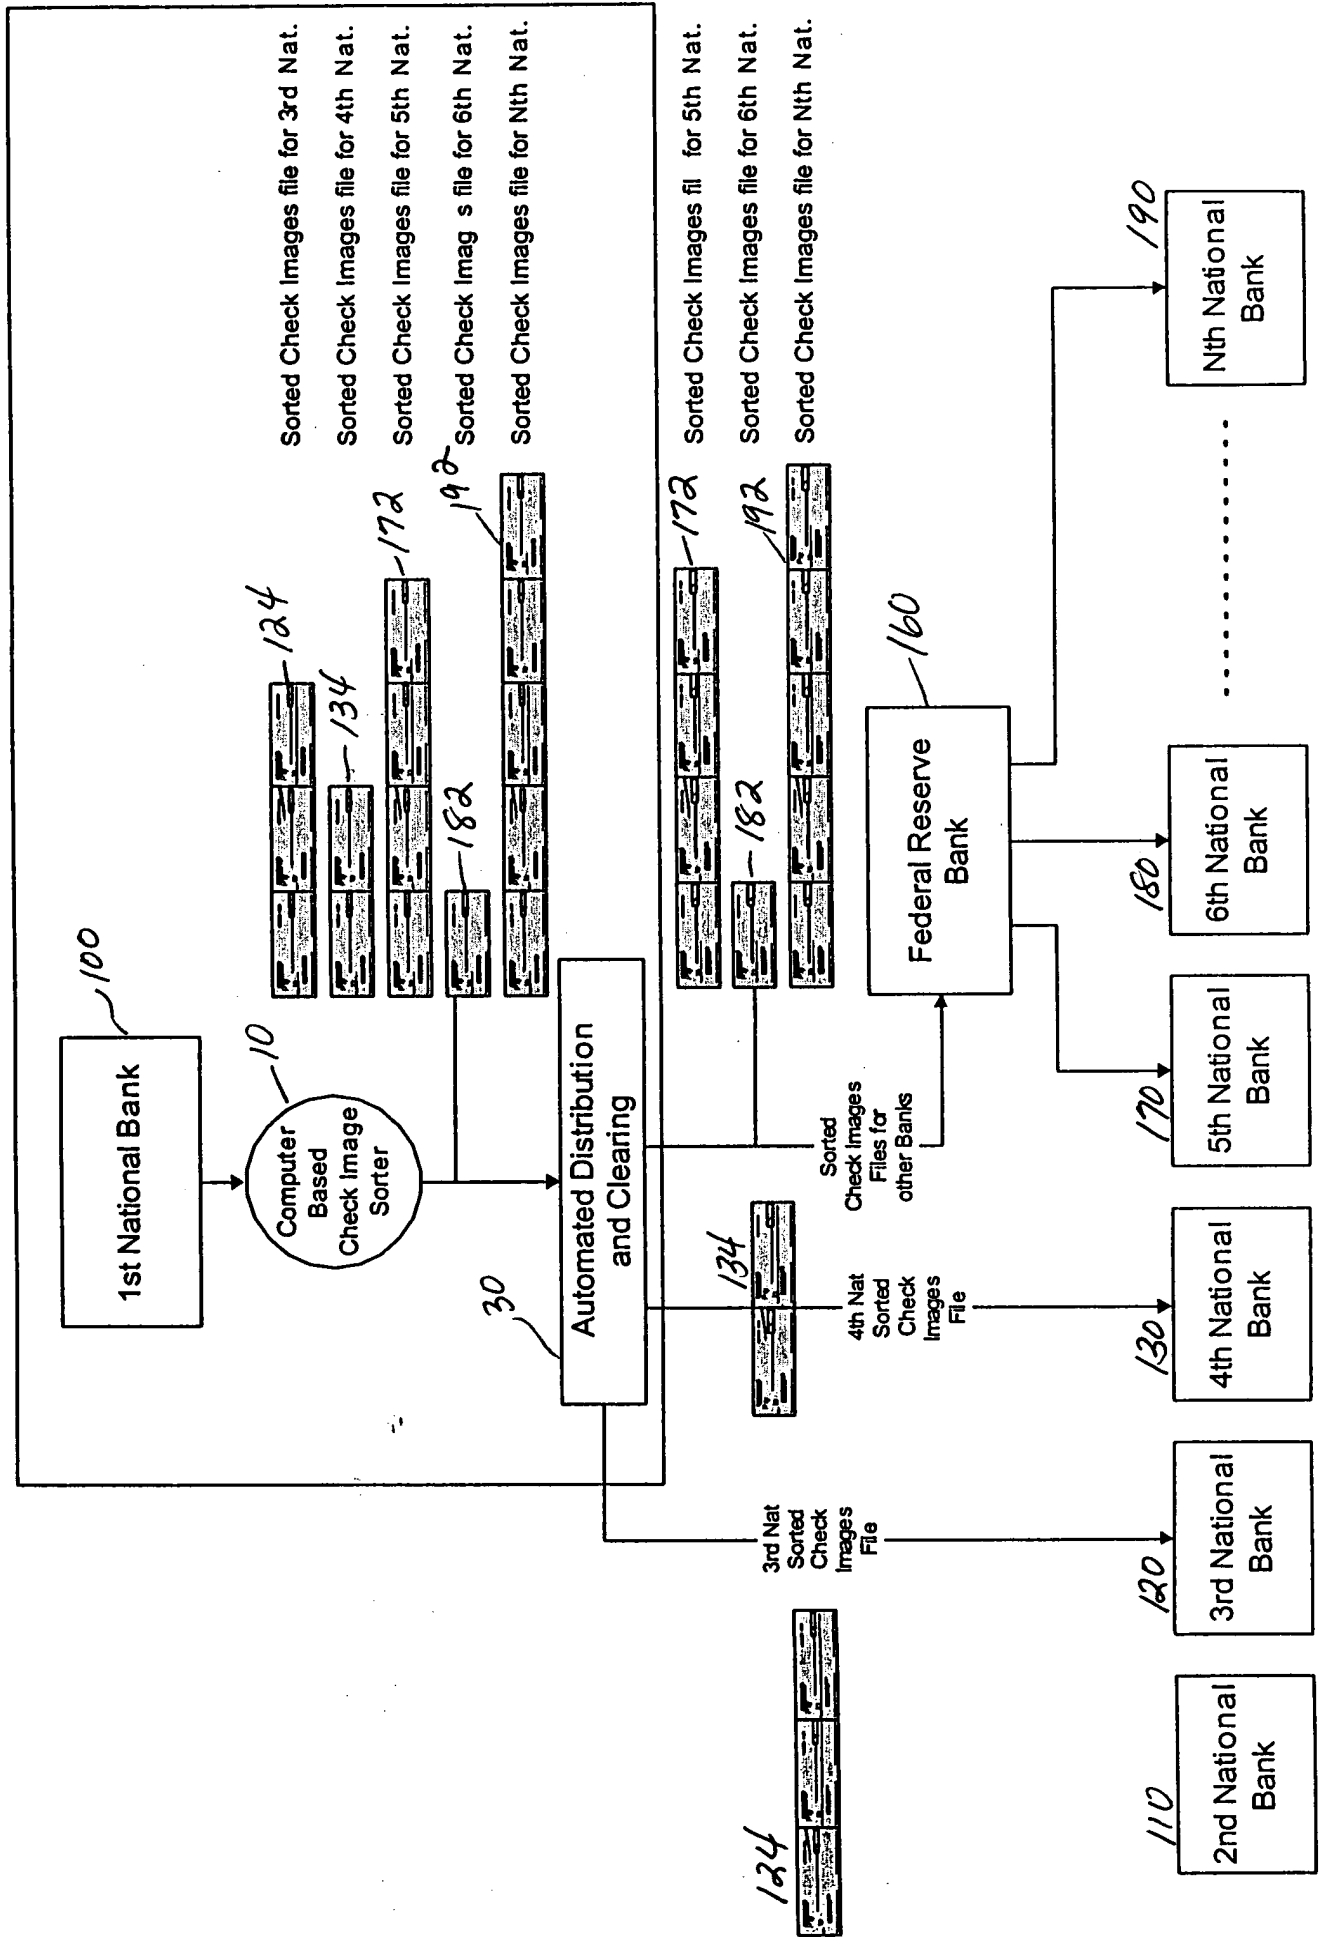 1st National Bank
100
Computer
Based
Check Image
Sorter
10
124
Sorted Check Images file for 3rd Nat.
134
Sorted Check Images file for 4th Nat.
172
Sorted Check Images file for 5th Nat.
182
Sorted Check Imag s file for 6th Nat.
192
Sorted Check Images file for Nth Nat.
30
Automated Distribution
and Clearing
172
Sorted Check Images fil for 5th Nat.
182
Sorted Check Images file for 6th Nat.
192
Sorted Check Images file for Nth Nat.
124
3rd Nat
Sorted
Check
Images
File
134
4th Nat
Sorted
Check
Images
File
Sorted
Check Images
Files for
other Banks
Federal Reserve
Bank
160
110
2nd National
Bank
120
3rd National
Bank
130
4th National
Bank
170
5th National
Bank
180
6th National
Bank
190
Nth National
Bank